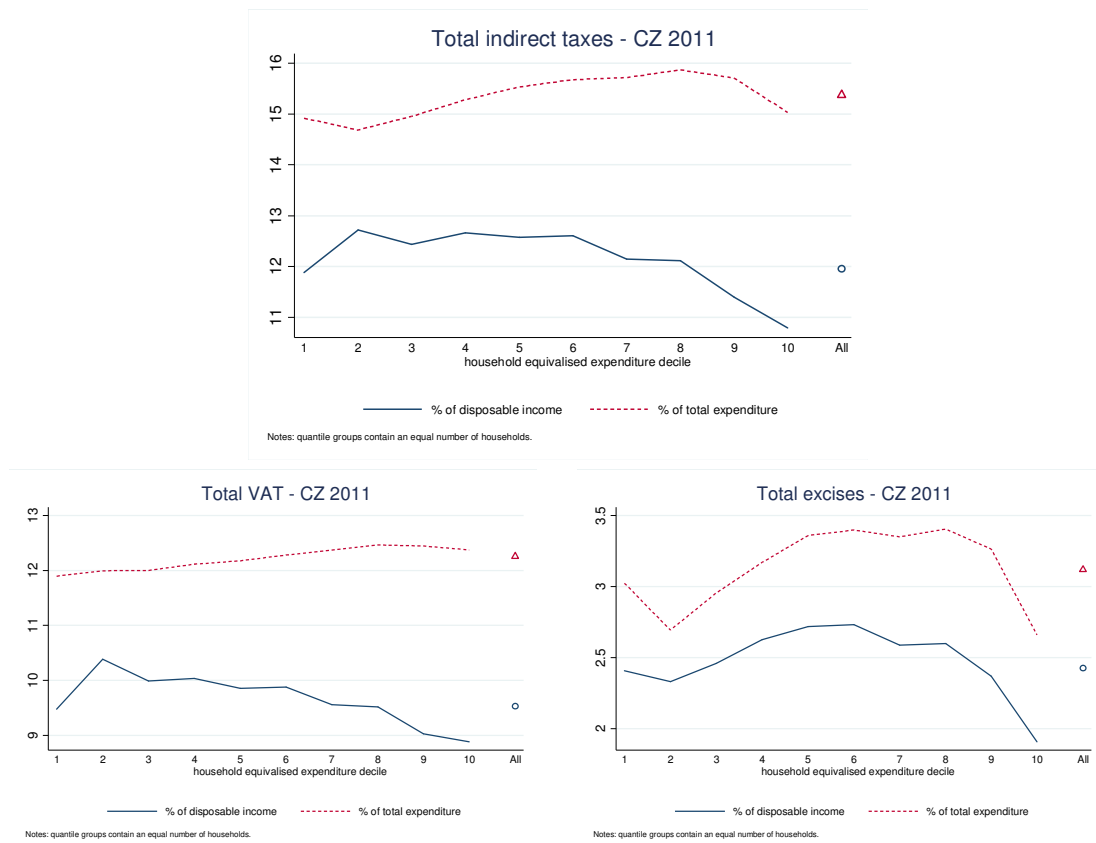 Total indirect taxes - CZ 2011
16
15
14
13
12
11
1 2 3 4 5 6 7 8 9 10 All
household equivalised expenditure decile
% of disposable income % of total expenditure
Notes: quantile groups contain an equal number of households.
Total VAT - CZ 2011
13
12
11
10
9
1 2 3 4 5 6 7 8 9 10 All
household equivalised expenditure decile
% of disposable income % of total expenditure
Notes: quantile groups contain an equal number of households.
Total excises - CZ 2011
3.5
3
2.5
2
1 2 3 4 5 6 7 8 9 10 All
household equivalised expenditure decile
% of disposable income % of total expenditure
Notes: quantile groups contain an equal number of households.